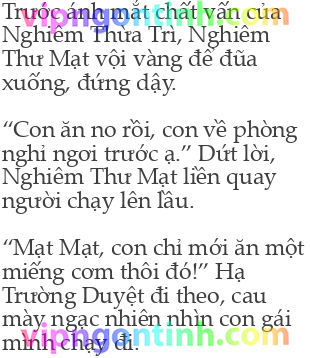 Trước ánh mắt chất vấn của
vipngontinh.com
Nghiêm Thừa Trì, Nghiêm
Thư Mạt vội vàng để đũa
xuống, đứng dậy.
“Con ăn no rồi, con về phòng
nghỉ ngơi trước ạ.” Dứt lời,
Nghiêm Thư Mạt liền quay
người chạy lên lầu.
“Mạt Mạt, con chỉ mới ăn một
miếng cơm thôi đó!” Hạ
Trường Duyệt đi theo, cau
mày ngạc nhiên nhìn con gái
vipngontinh.com
mình chạy đi.